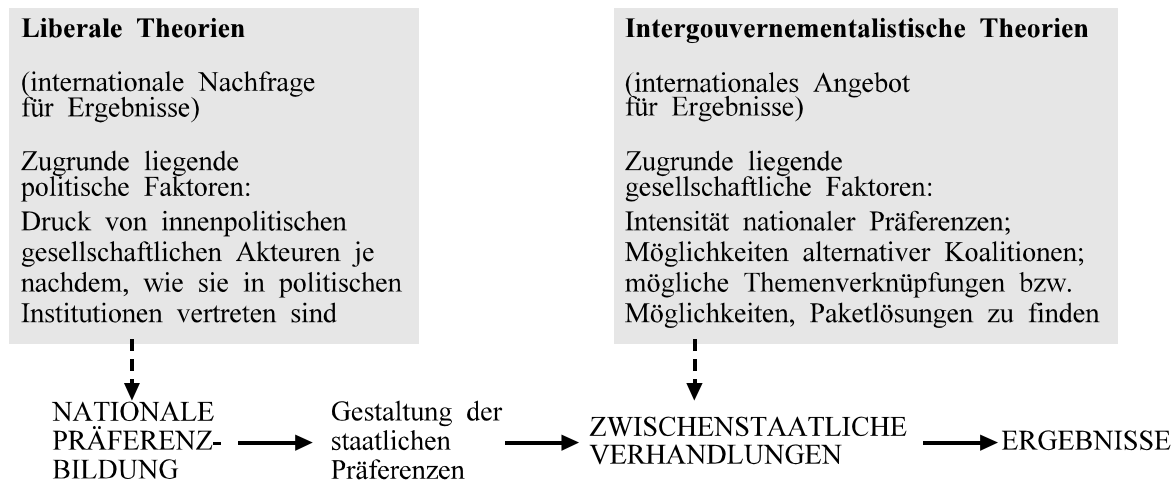 Liberale Theorien
(internationale Nachfrage
für Ergebnisse)
Zugrunde liegende
politische Faktoren:
Druck von innenpolitischen
gesellschaftlichen Akteuren je
nachdem, wie sie in politischen
Institutionen vertreten sind
Intergouvernementalistische Theorien
(internationales Angebot
für Ergebnisse)
Zugrunde liegende
gesellschaftliche Faktoren:
Intensität nationaler Präferenzen;
Möglichkeiten alternativer Koalitionen;
mögliche Themenverknüpfungen bzw.
Möglichkeiten, Paketlösungen zu finden
NATIONALE
PRÄFERENZ-
BILDUNG
Gestaltung der
staatlichen
Präferenzen
ZWISCHENSTAATLICHE
VERHANDLUNGEN
ERGEBNISSE